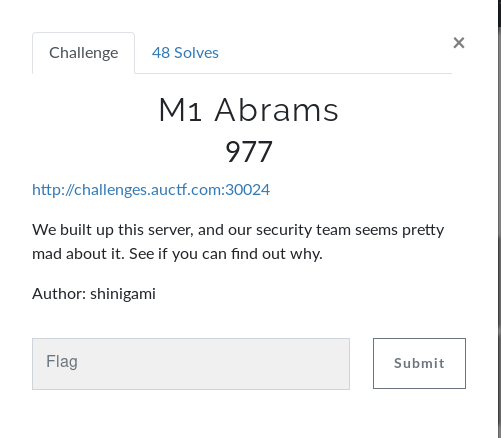 Challenge
48 Solves
×
M1 Abrams
977
http://challenges.auctf.com:30024
We built up this server, and our security team seems pretty
mad about it. See if you can find out why.
Author: shinigami
Flag
Submit